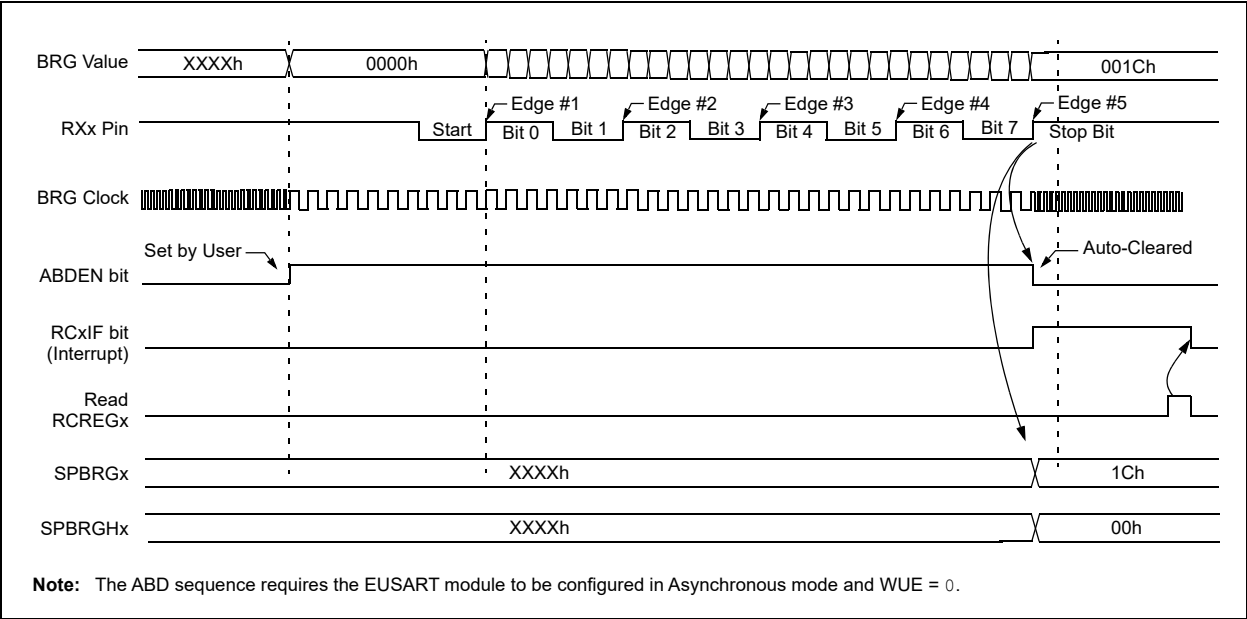 BRG Value XXXXh 0000h 001Ch
Edge #1 Edge #2 Edge #3 Edge #4 Edge #5
RXx Pin Start Bit 0 Bit 1 Bit 2 Bit 3 Bit 4 Bit 5 Bit 6 Bit 7 Stop Bit
BRG Clock
Set by User Auto-Cleared
ABDEN bit
RCxIF bit
(Interrupt)
Read
RCREGx
SPBRGx XXXXh 1Ch
SPBRGHx XXXXh 00h
Note: The ABD sequence requires the EUSART module to be configured in Asynchronous mode and WUE = 0.